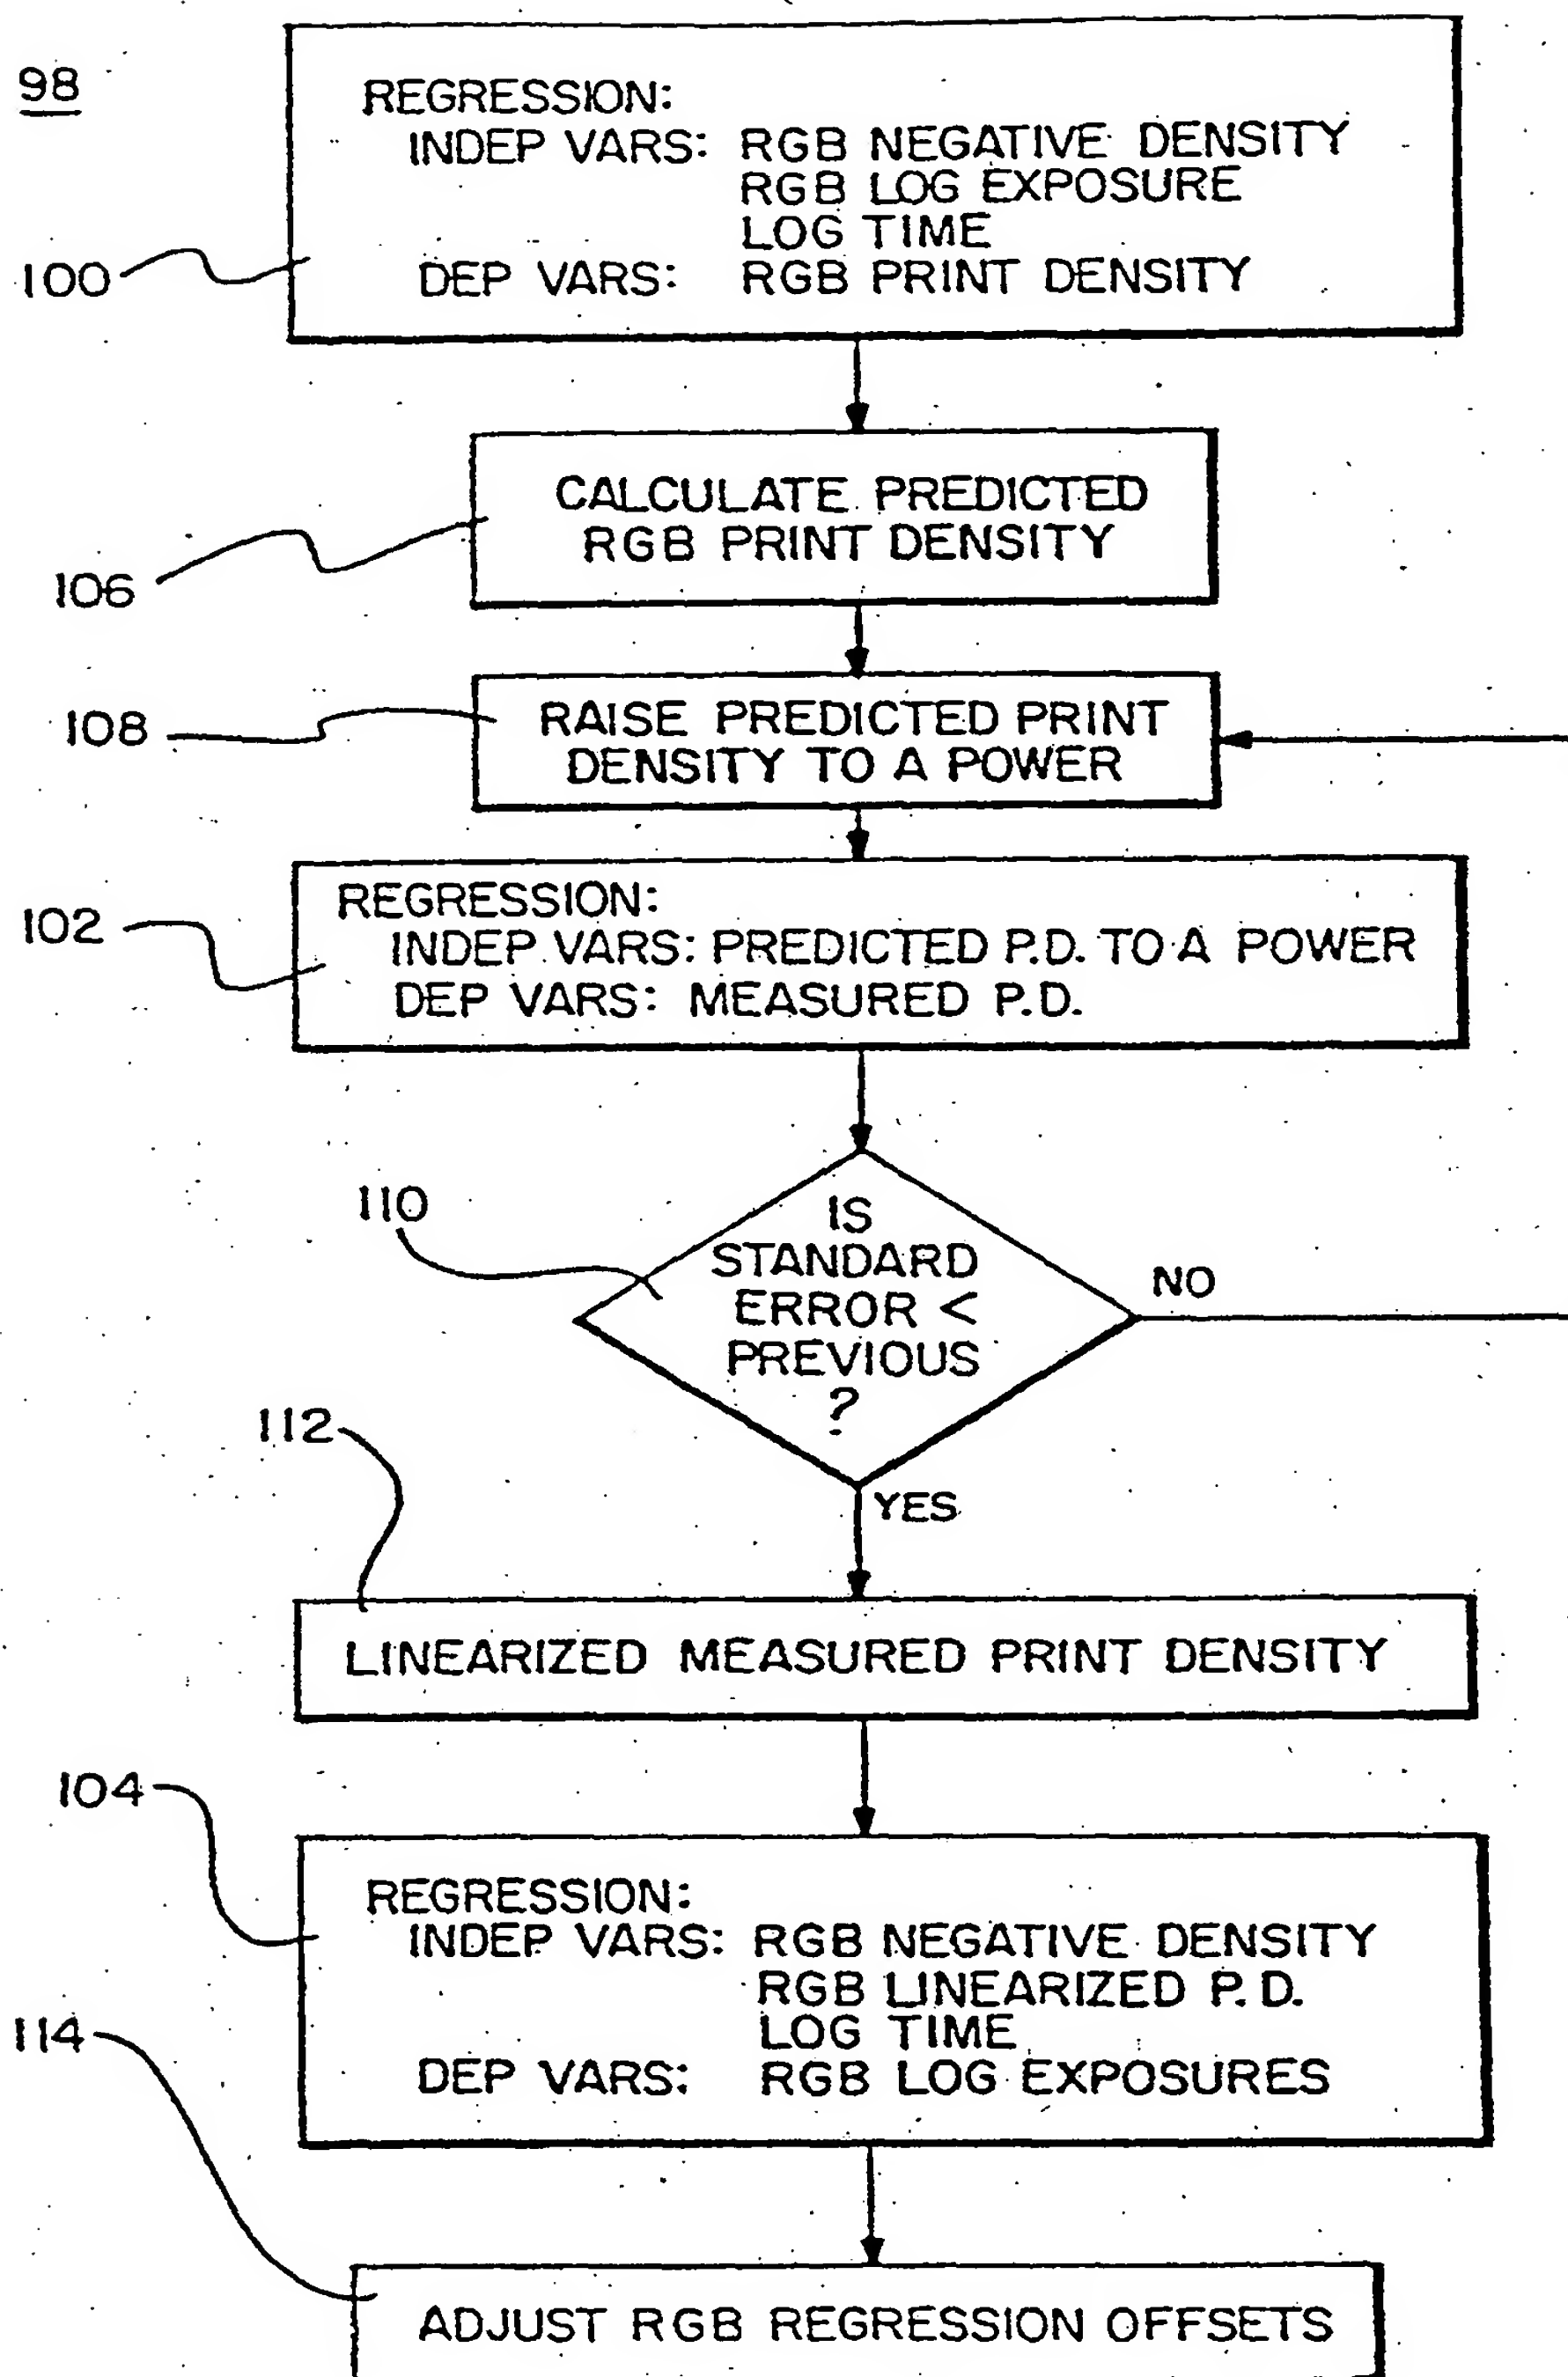 98
REGRESSION:
INDEP VARS: RGB NEGATIVE DENSITY
RGB LOG EXPOSURE
LOG TIME
100
DEP VARS: RGB PRINT DENSITY
CALCULATE PREDICTED
RGB PRINT DENSITY
106
108
RAISE PREDICTED PRINT
DENSITY TO A POWER
102
REGRESSION:
INDEP VARS: PREDICTED P.D. TO A POWER
DEP VARS: MEASURED P.D.
110
IS
STANDARD
ERROR <
PREVIOUS
?
NO
YES
112
LINEARIZED MEASURED PRINT DENSITY
104
REGRESSION:
INDEP VARS: RGB NEGATIVE DENSITY
RGB LINEARIZED P.D.
LOG TIME
114
DEP VARS: RGB LOG EXPOSURES
ADJUST RGB REGRESSION OFFSETS